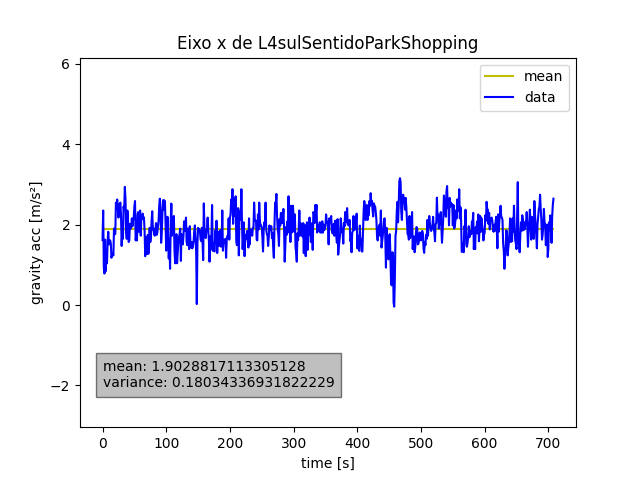 Eixo x de L4sulSentidoParkShopping
6
4
2
0
−2
gravity acc [m/s²]
mean
data
mean: 1.9028817113305128
variance: 0.18034336931822229
0 100 200 300 400 500 600 700
time [s]